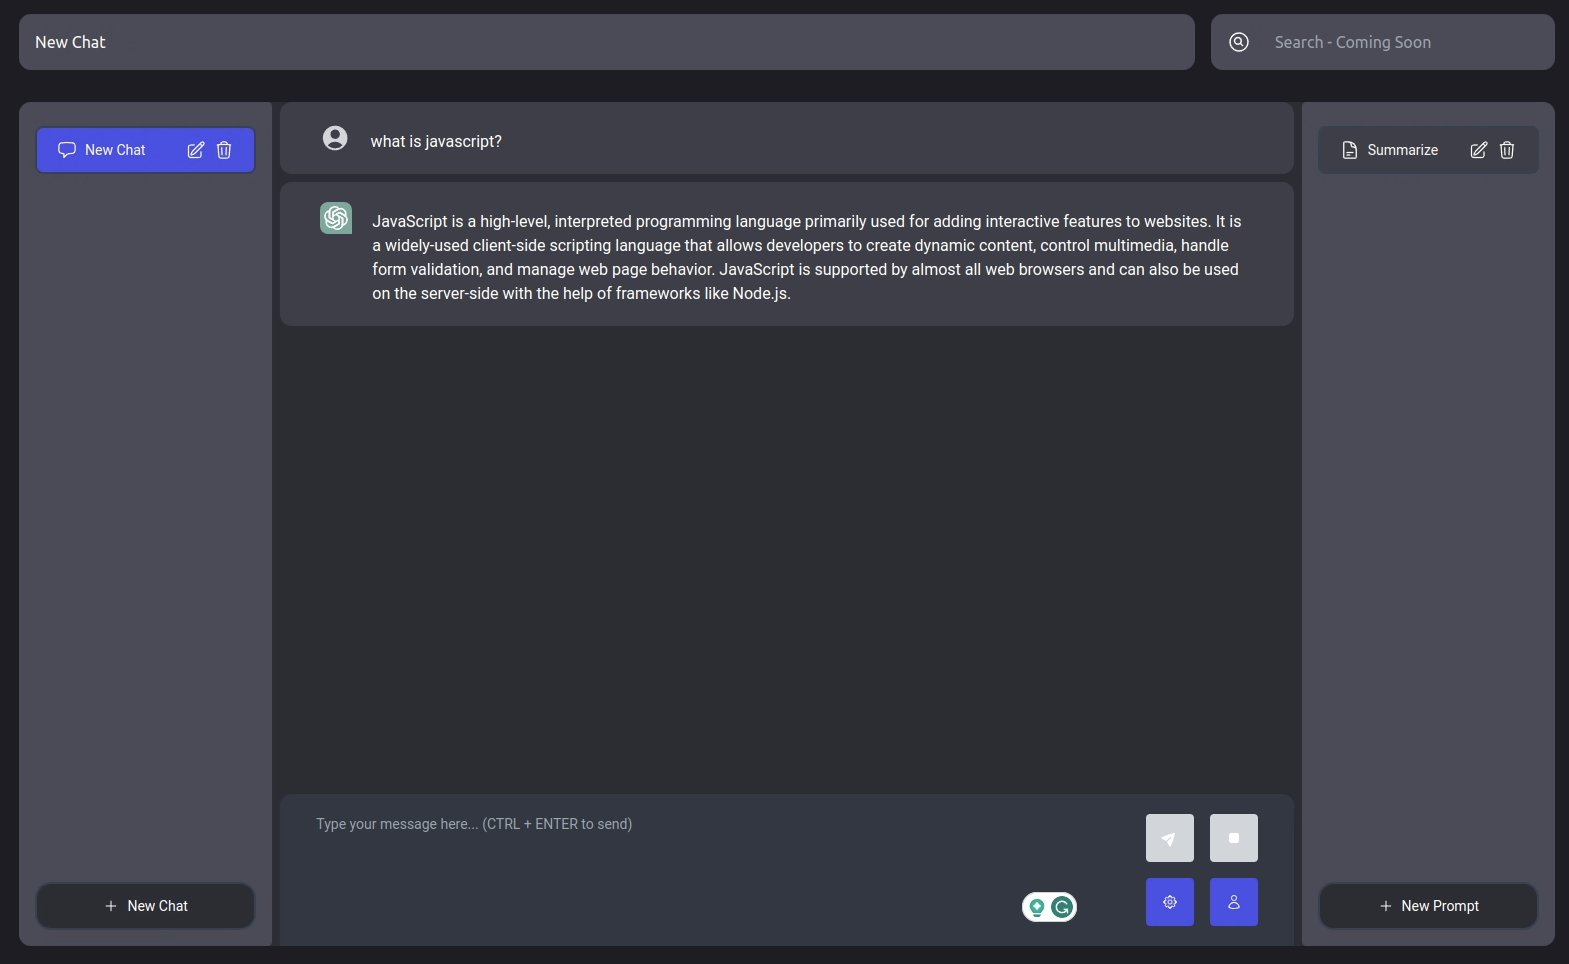 New Chat
Search - Coming Soon
New Chat
what is javascript?
JavaScript is a high-level, interpreted programming language primarily used for adding interactive features to websites. It is
a widely-used client-side scripting language that allows developers to create dynamic content, control multimedia, handle
form validation, and manage web page behavior. JavaScript is supported by almost all web browsers and can also be used
on the server-side with the help of frameworks like Node.js.
Summarize
Type your message here... (CTRL + ENTER to send)
New Chat
New Prompt